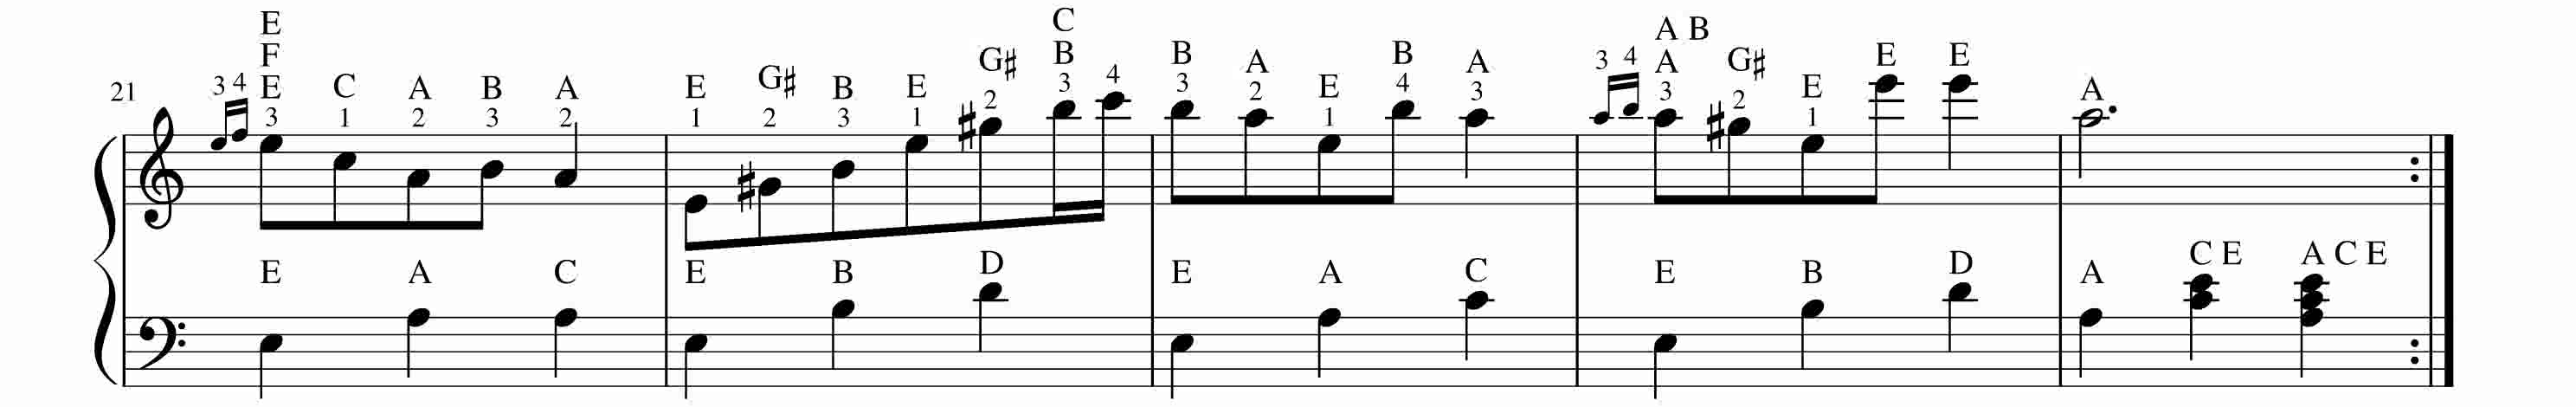 C
E A B
F B B B A G♯ E E
E C A B A E G♯ B E G♯ 3 4 3 A E 4 A 3 4 A G♯ E A
21 3 4 3 1 2 3 2 1 2 3 1 2 3 2 1 3 3 2 1
E A C E B D E A C E B D A C E A C E